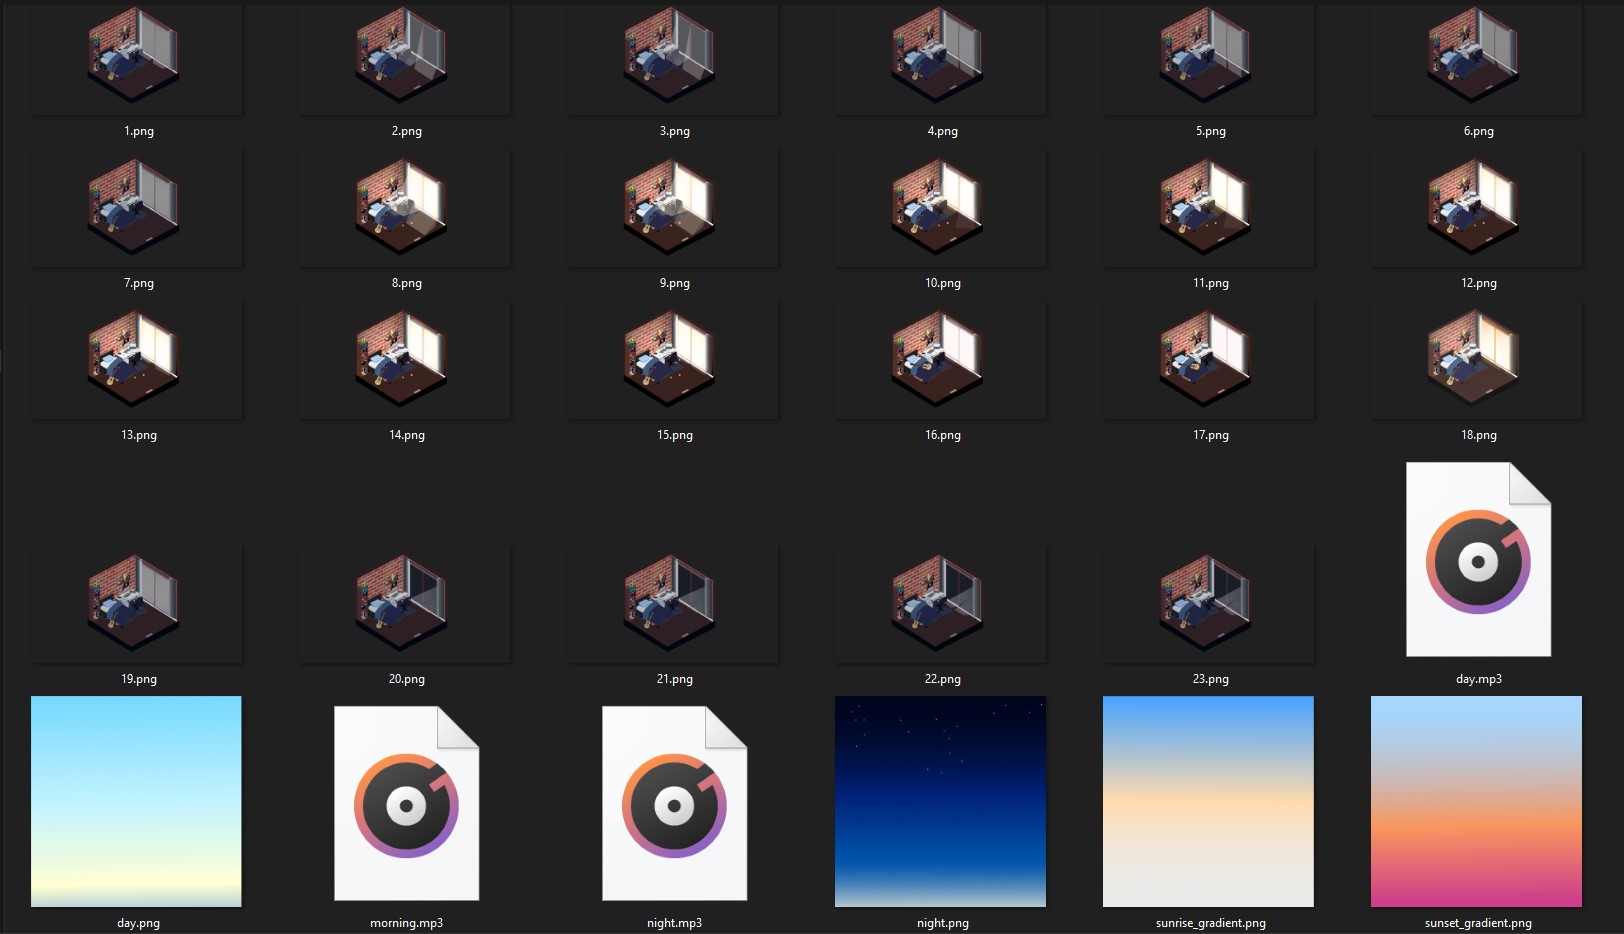 1.png
2.png
3.png
4.png
5.png
6.png
7.png
8.png
9.png
10.png
11.png
12.png
13.png
14.png
15.png
16.png
17.png
18.png
19.png
20.png
21.png
22.png
23.png
day.mp3
day.png
morning.mp3
night.mp3
night.png
sunrise_gradient.png
sunset_gradient.png